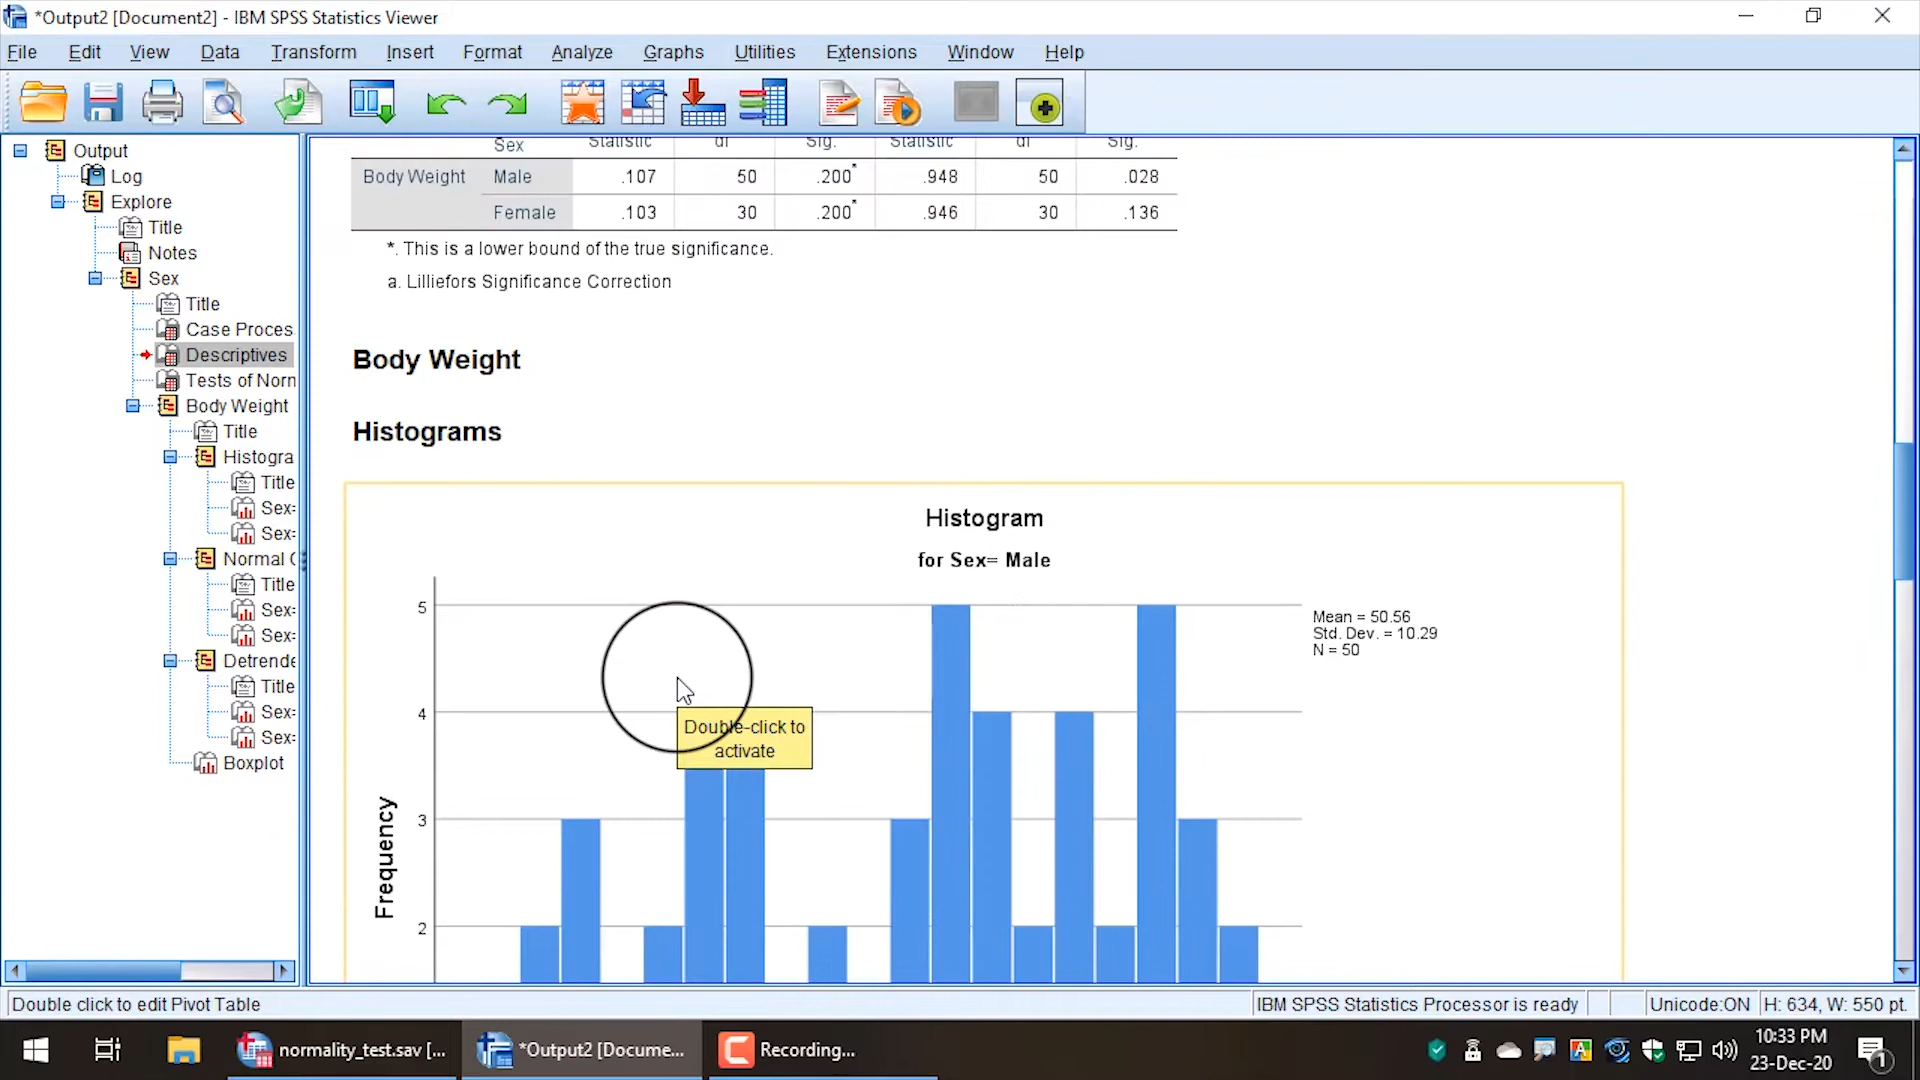 *Output2 [Document2] - IBM SPSS Statistics Viewer
File Edit View Data Transform Insert Format Analyze Graphs Utilities Extensions Window Help
Output
Log
Explore
Title
Notes
Sex
Title
Case Proces
Descriptives
Tests of Norn
Body Weight
Title
Histogra
Title
Sex=
Sex=
Normal
Title
Sex=
Sex=
Detrende
Title
Sex=
Sex=
Boxplot
Sex Statistic df Sig. Statistic df Sig.
Body Weight Male .107 50 .200* .948 50 .028
Female .103 30 .200* .946 30 .136
*. This is a lower bound of the true significance.
a. Lilliefors Significance Correction
Body Weight
Histograms
Histogram
for Sex= Male
5
4
3
2
Frequency
Mean = 50.56
Std. Dev. = 10.29
N = 50
Double-click to
activate
Double click to edit Pivot Table
IBM SPSS Statistics Processor is ready
Unicode:ON
H: 634, W: 550 pt.
normality_test.sav [...
*Output2 [Docume...
Recording...
10:33 PM
23-Dec-20
1